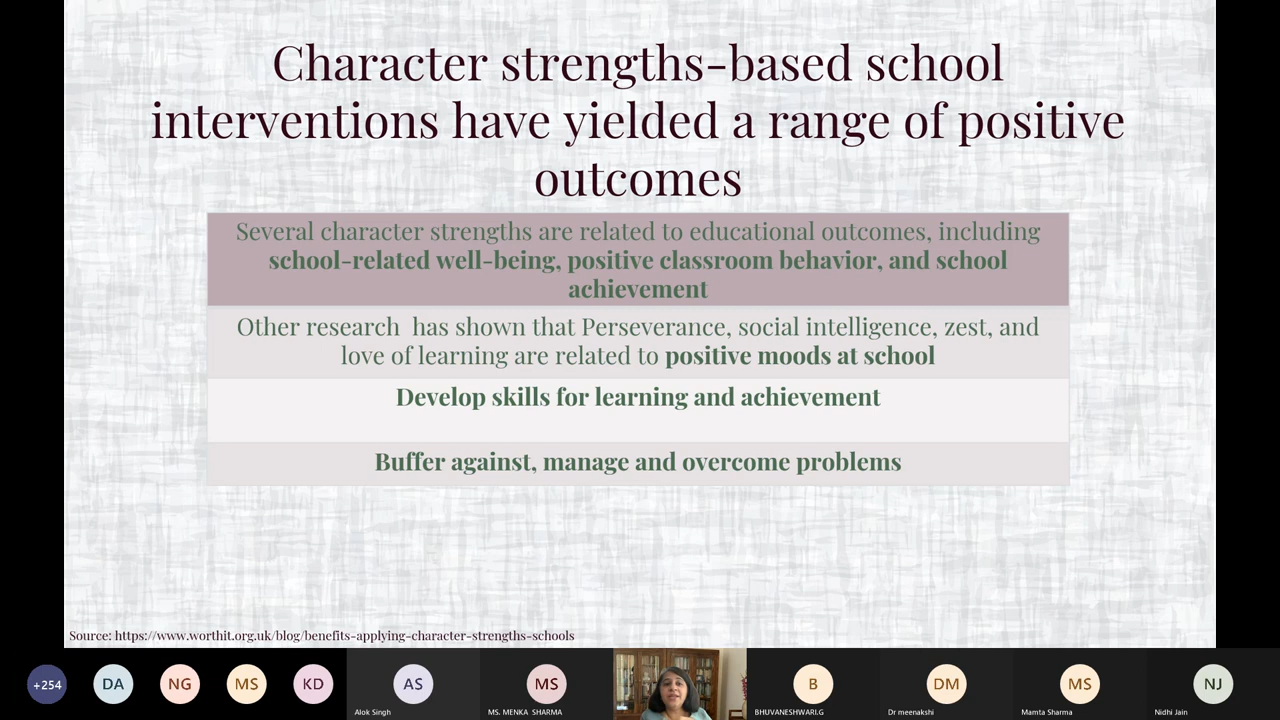 Character strengths-based school
interventions have yielded a range of positive
outcomes
Several character strengths are related to educational outcomes, including
school-related well-being, positive classroom behavior, and school
achievement
Other research has shown that Perseverance, social intelligence, zest, and
love of learning are related to positive moods at school
Develop skills for learning and achievement
Buffer against, manage and overcome problems
Source: https://www.worthit.org.uk/blog/benefits-applying-character-strengths-schools
+254
DA
NG
MS
KD
AS
MS
B
DM
MS
NJ
Alok Singh
MS. MENKA SHARMA
BHUVANESHWARI.G
Dr meenakshi
Mamta Sharma
Nidhi Jain